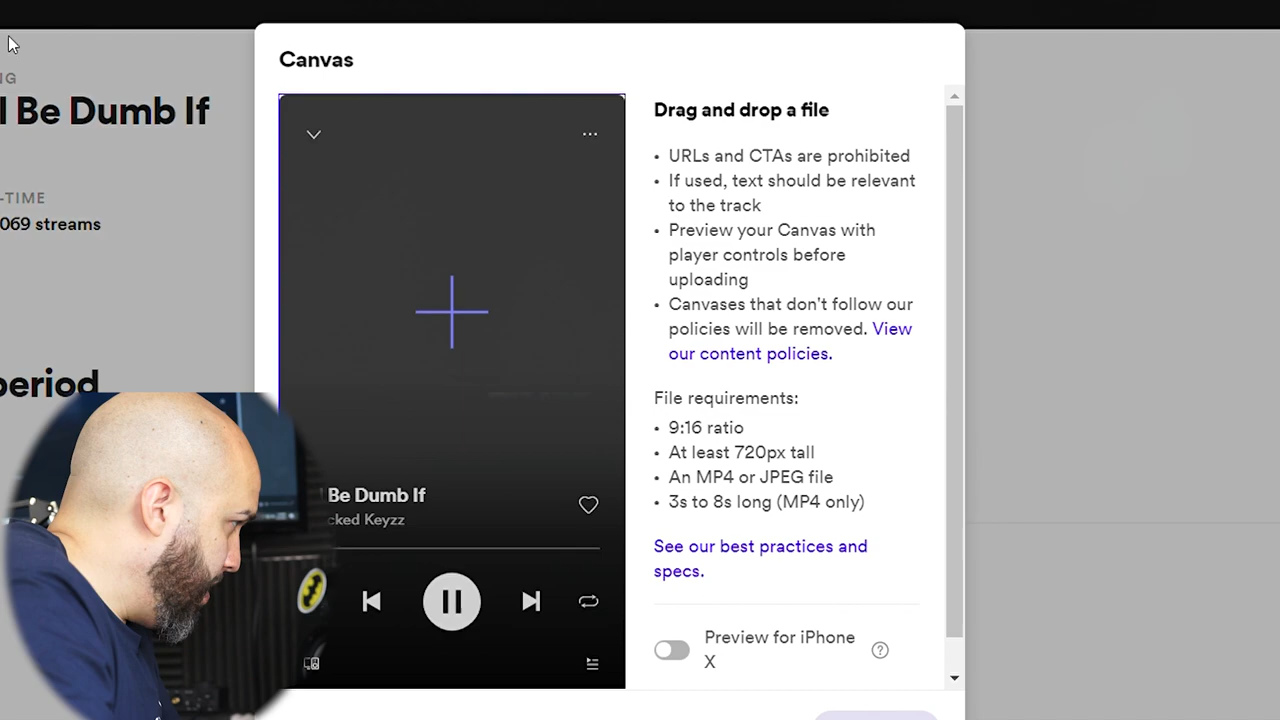 Canvas
NG
I Be Dumb If
-TIME
069 streams
period
Be Dumb If
cked Keyzz
Drag and drop a file
• URLs and CTAs are prohibited
• If used, text should be relevant
to the track
• Preview your Canvas with
player controls before
uploading
• Canvases that don't follow our
policies will be removed. View
our content policies.
File requirements:
• 9:16 ratio
• At least 720px tall
• An MP4 or JPEG file
• 3s to 8s long (MP4 only)
See our best practices and
specs.
Preview for iPhone
X
?